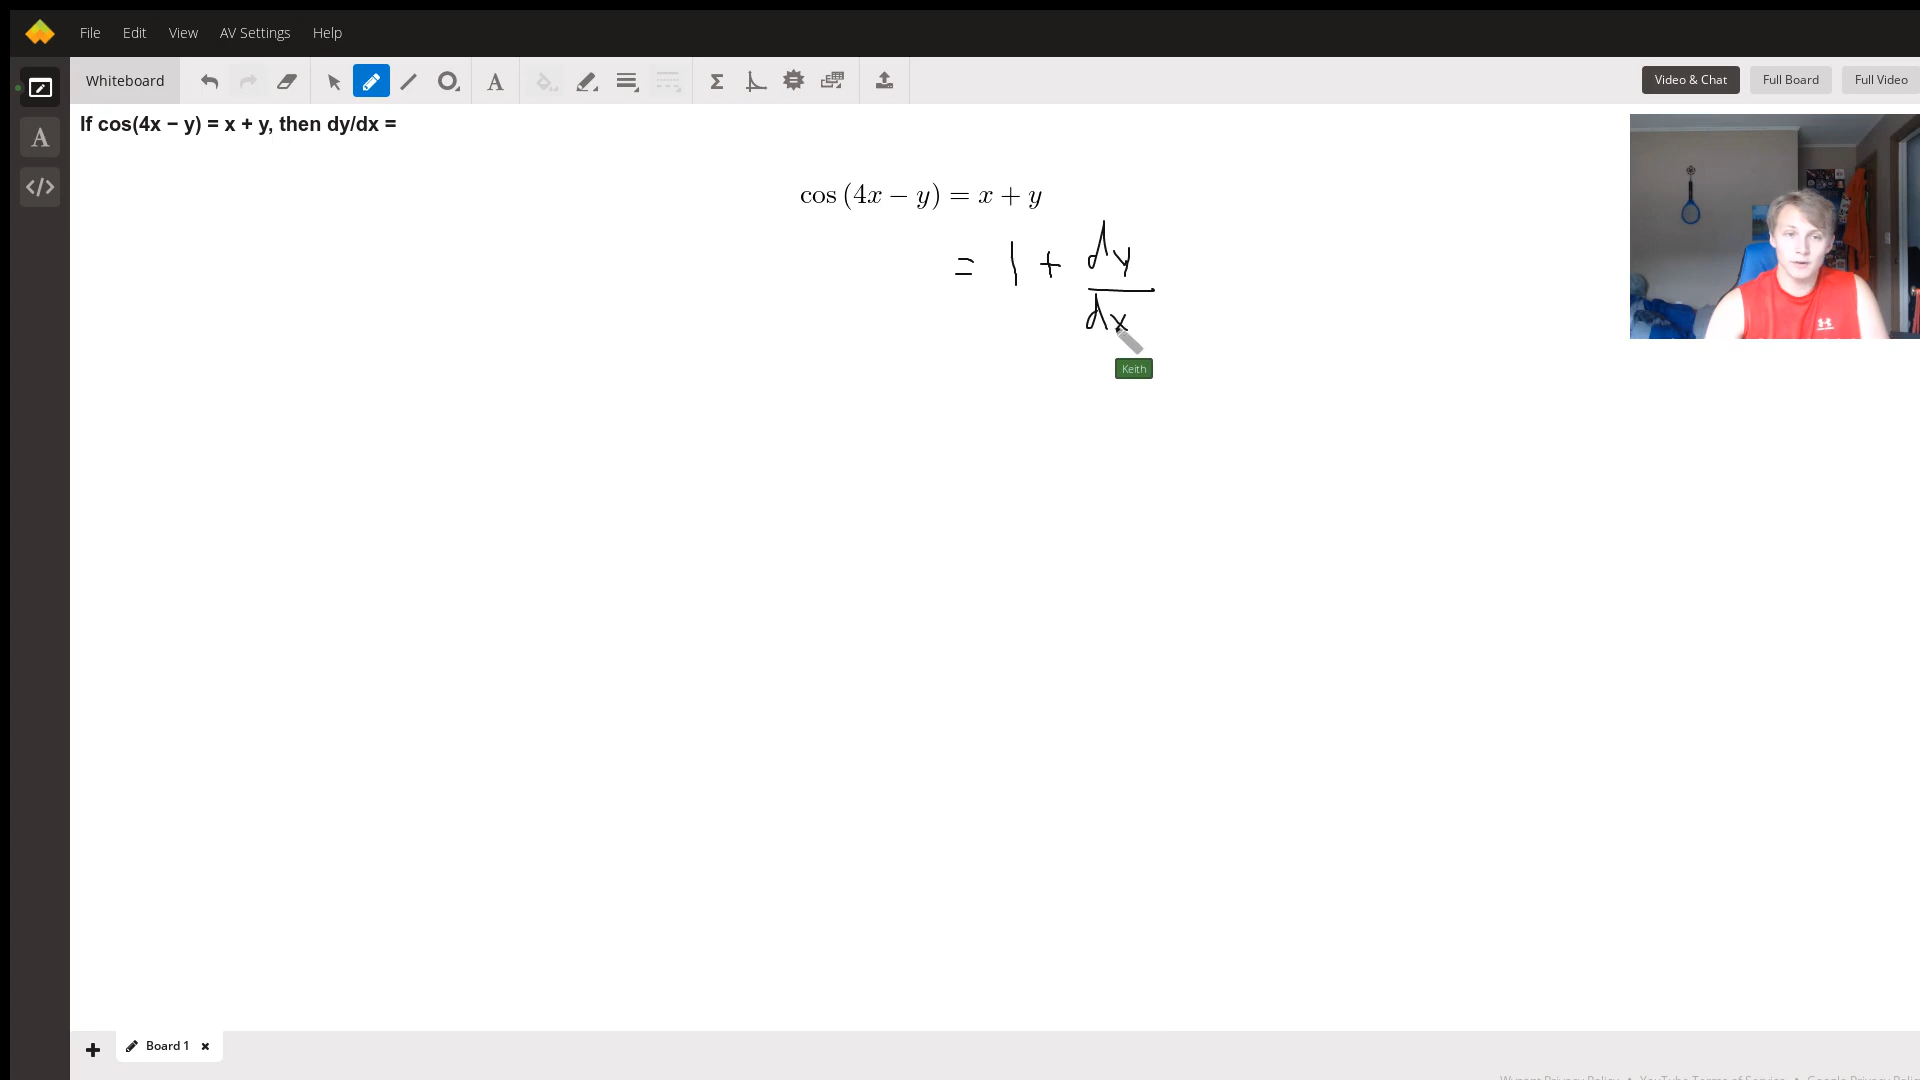 File Edit View AV Settings Help
Whiteboard A Σ Video & Chat Full Board Full Video
If cos(4x − y) = x + y, then dy/dx =
A
</>
cos (4x − y) = x + y
= 1 + dy/dx
Keith
Board 1